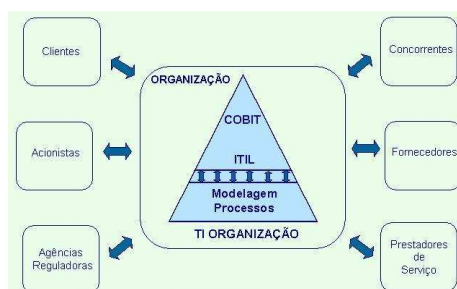 Clientes
Concorrentes
ORGANIZAÇÃO
COBIT
Acionistas
ITIL
Fornecedores
Modelagem
Processos
TI ORGANIZAÇÃO
Agências
Reguladoras
Prestadores
de
Serviço